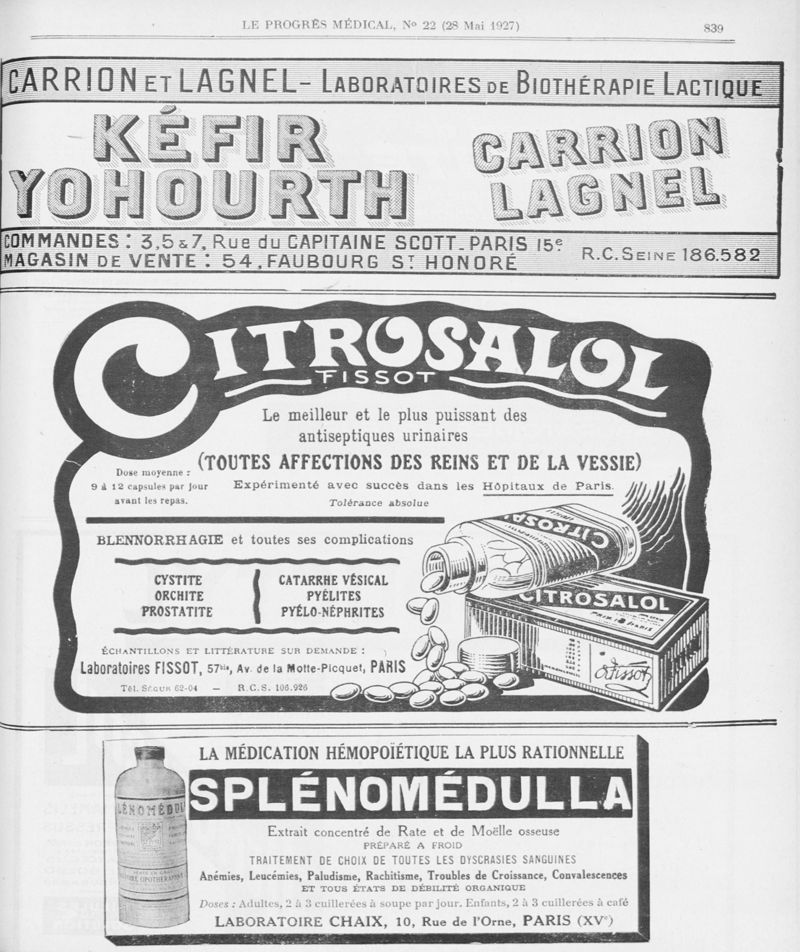 LE PROGRÈS MÉDICAL, No 22 (28 Mai 1927)
839
CARRION ET LAGNEL - LABORATOIRES DE BIOTHÉRAPIE LACTIQUE
KÉFIR
YOHOURTH
CARRION
LAGNEL
COMMANDES : 3,5 & 7, Rue du CAPITAINE SCOTT - PARIS 15e
MAGASIN DE VENTE : 54, FAUBOURG ST HONORÉ
R.C. SEINE 186.582
CITROSALOL
FISSOT
Le meilleur et le plus puissant des
antiseptiques urinaires
(TOUTES AFFECTIONS DES REINS ET DE LA VESSIE)
Dose moyenne :
9 à 12 capsules par jour
avant les repas.
Expérimenté avec succès dans les Hôpitaux de Paris.
Tolérance absolue
BLENNORRHAGIE et toutes ses complications
CYSTITE
ORCHITE
PROSTATITE
CATARRHE VÉSICAL
PYÉLITES
PYÉLO-NÉPHRITES
ÉCHANTILLONS ET LITTÉRATURE SUR DEMANDE :
Laboratoires FISSOT, 57bis, Av. de la Motte-Picquet, PARIS
Tél. SÉGUR 62-04 — R.C.S. 106.926
CITROSAL
CITROSAL
CITROSALOL
Fissot
LA MÉDICATION HÉMOPOÏÉTIQUE LA PLUS RATIONNELLE
SPLÉNOMÉDULLA
LÉNOMÉDUL
Extrait concentré de Rate et de Moëlle osseuse
PRÉPARÉ A FROID
TRAITEMENT DE CHOIX DE TOUTES LES DYSCRASIES SANGUINES
Anémies, Leucémies, Paludisme, Rachitisme, Troubles de Croissance, Convalescences
ET TOUS ÉTATS DE DÉBILITÉ ORGANIQUE
Doses : Adultes, 2 à 3 cuillerées à soupe par jour. Enfants, 2 à 3 cuillerées à café
LABORATOIRE CHAIX, 10, Rue de l'Orne, PARIS (XVe)